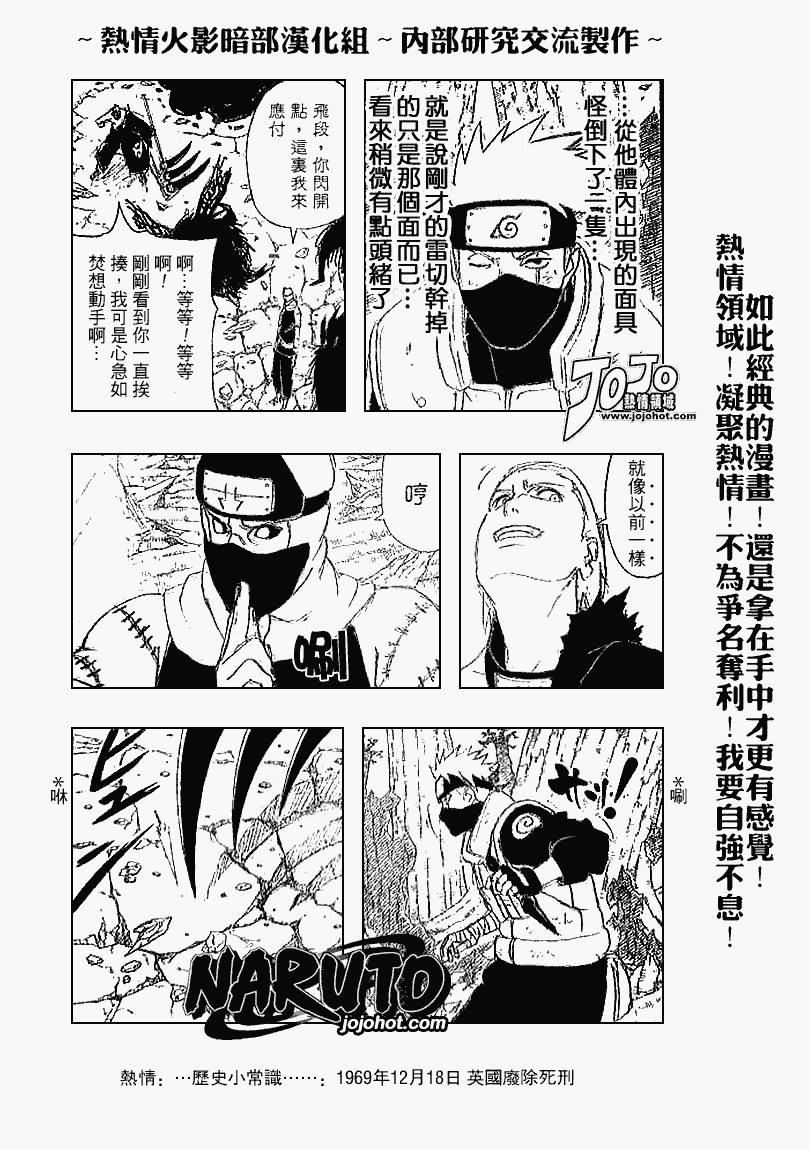 ~熱情火影暗部漢化組~內部研究交流製作~
…從他體內出現的面具
怪倒下了二隻…
就是說剛才的雷切幹掉
的只是那個面而已…
看來稍微有點頭緒了
飛段，你閃開
點，這裏我來
應付
啊…等等！等等
啊！
剛剛看到你一直挨
揍，我可是心急如
焚想動手啊…
JOJO
熱情領域
www.jojohot.com
如此經典的漫畫！還是拿在手中才更有感覺！
熱情領域！凝聚熱情！不為爭名奪利！我要自強不息！
就像以前一樣
……
哼
唰
*唰
ザッ！
*咻
ビュ
NARUTO
jojohot.com
熱情：…歷史小常識……：1969年12月18日 英國廢除死刑